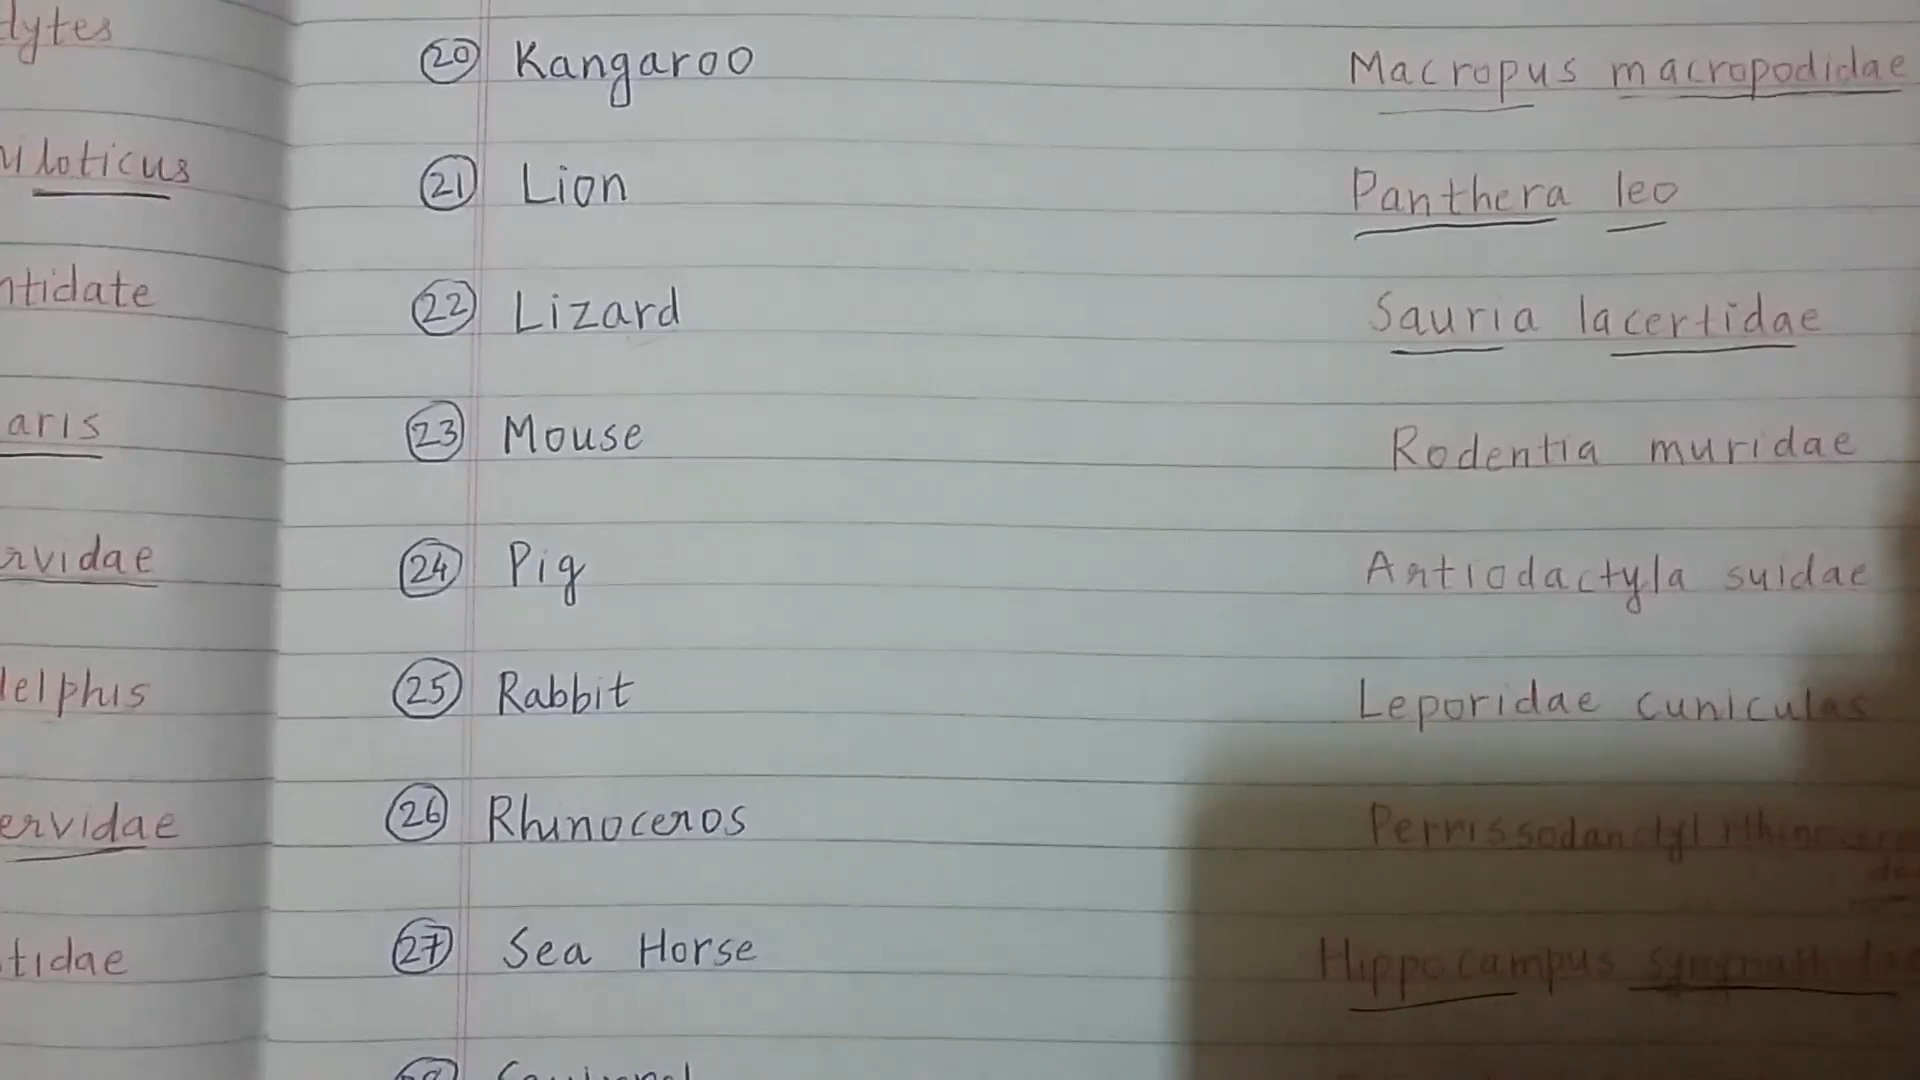 lytes
20 Kangaroo Macropus macropodidae
iloticus
21 Lion Panthera leo
ntidate
22 Lizard Sauria lacertidae
aris
23 Mouse Rodentia muridae
rvidae
24 Pig Artiodactyla suidae
lelphis
25 Rabbit Leporidae cuniculas
ervidae
26 Rhinoceros
tidae
27 Sea Horse Hippocampus